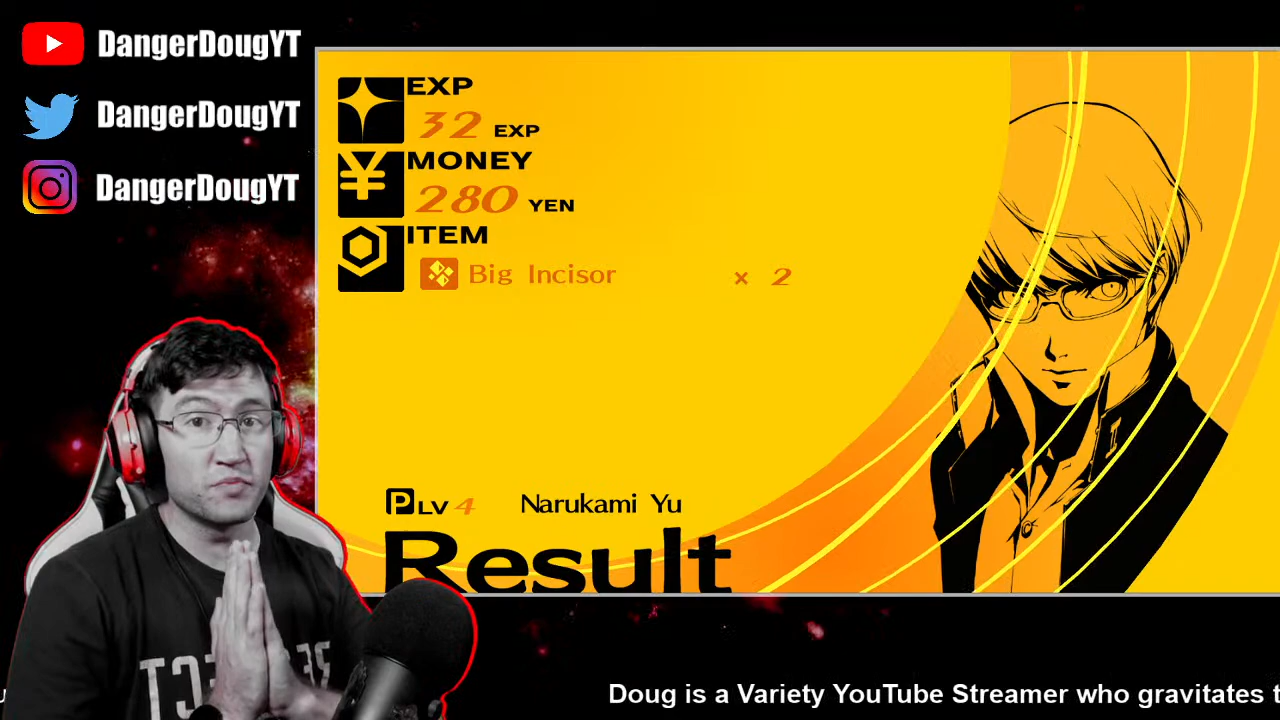 DangerDougYT
DangerDougYT
DangerDougYT
EXP
32 EXP
MONEY
280 YEN
ITEM
Big Incisor × 2
P LV 4 Narukami Yu
Result
Doug is a Variety YouTube Streamer who gravitates t